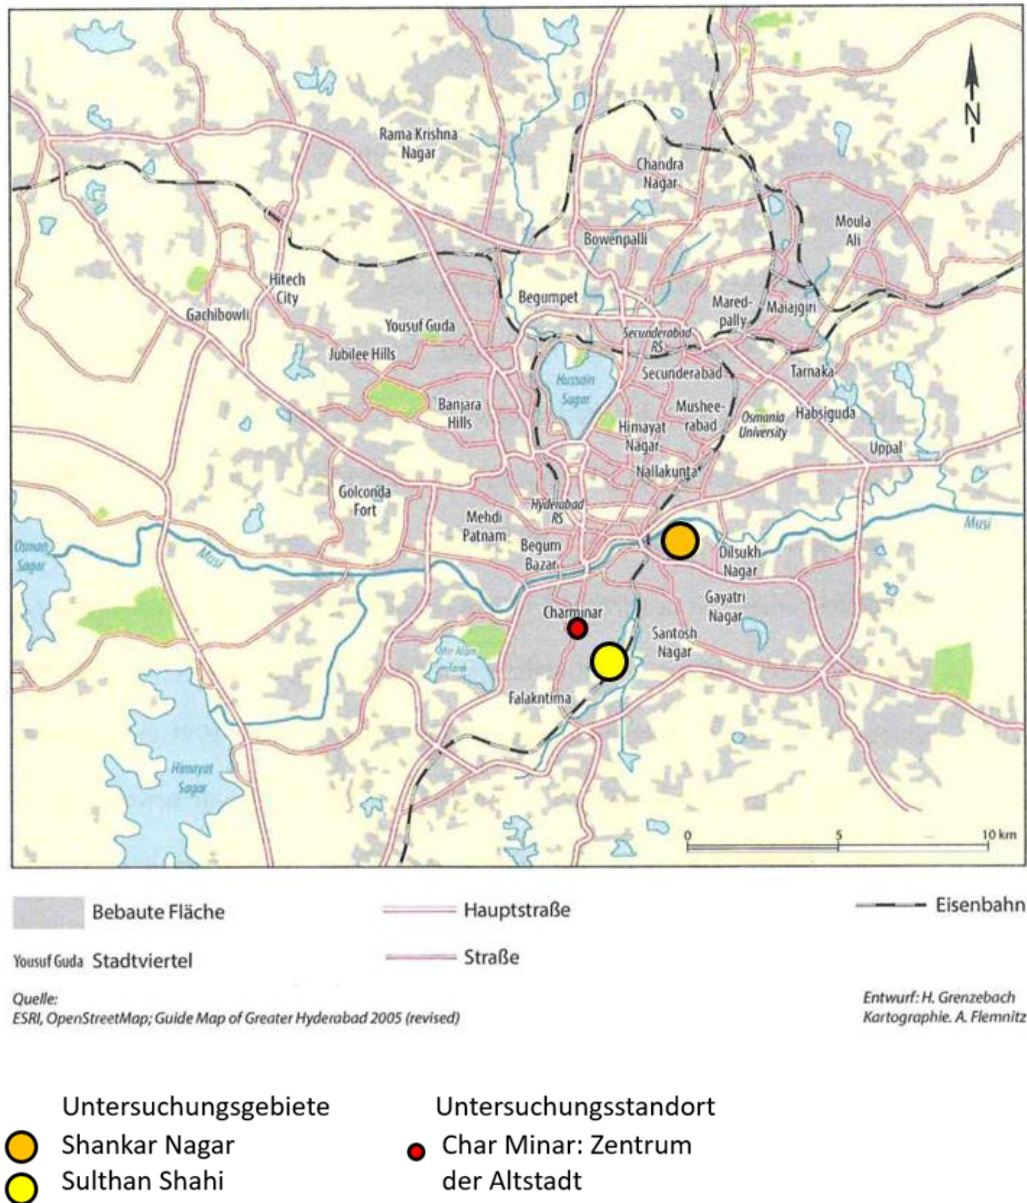 N
Rama Krishna
Nagar
Chandra
Nagar
Moula
Ali
Bowenpalli
Hitech
City
Begumpet
Gachibowli
Mared-
pally
Maiajgiri
Yousuf Guda
Secunderabad
RS
Jubilee Hills
Hussain
Sagar
Secunderabad
Tarnaka
Banjara
Hills
Mushee-
rabad
Osmania
University
Habsiguda
Himayat
Nagar
Uppal
Nallakunta
Golconda
Fort
Hyderabad
RS
Mehdi
Patnam
Musi
Osman
Sagar
Musi
Begum
Bazar
Dilsukh
Nagar
Gayatri
Nagar
Charminar
Santosh
Nagar
Mir Alam
Tank
Falakntima
Himayat
Sagar
0 5 10 km
Bebaute Fläche
Hauptstraße
Eisenbahn
Yousuf Guda Stadtviertel
Straße
Quelle:
ESRI, OpenStreetMap; Guide Map of Greater Hyderabad 2005 (revised)
Entwurf: H. Grenzebach
Kartographie. A. Flemnitz
Untersuchungsgebiete
Shankar Nagar
Sulthan Shahi
Untersuchungsstandort
Char Minar: Zentrum
der Altstadt